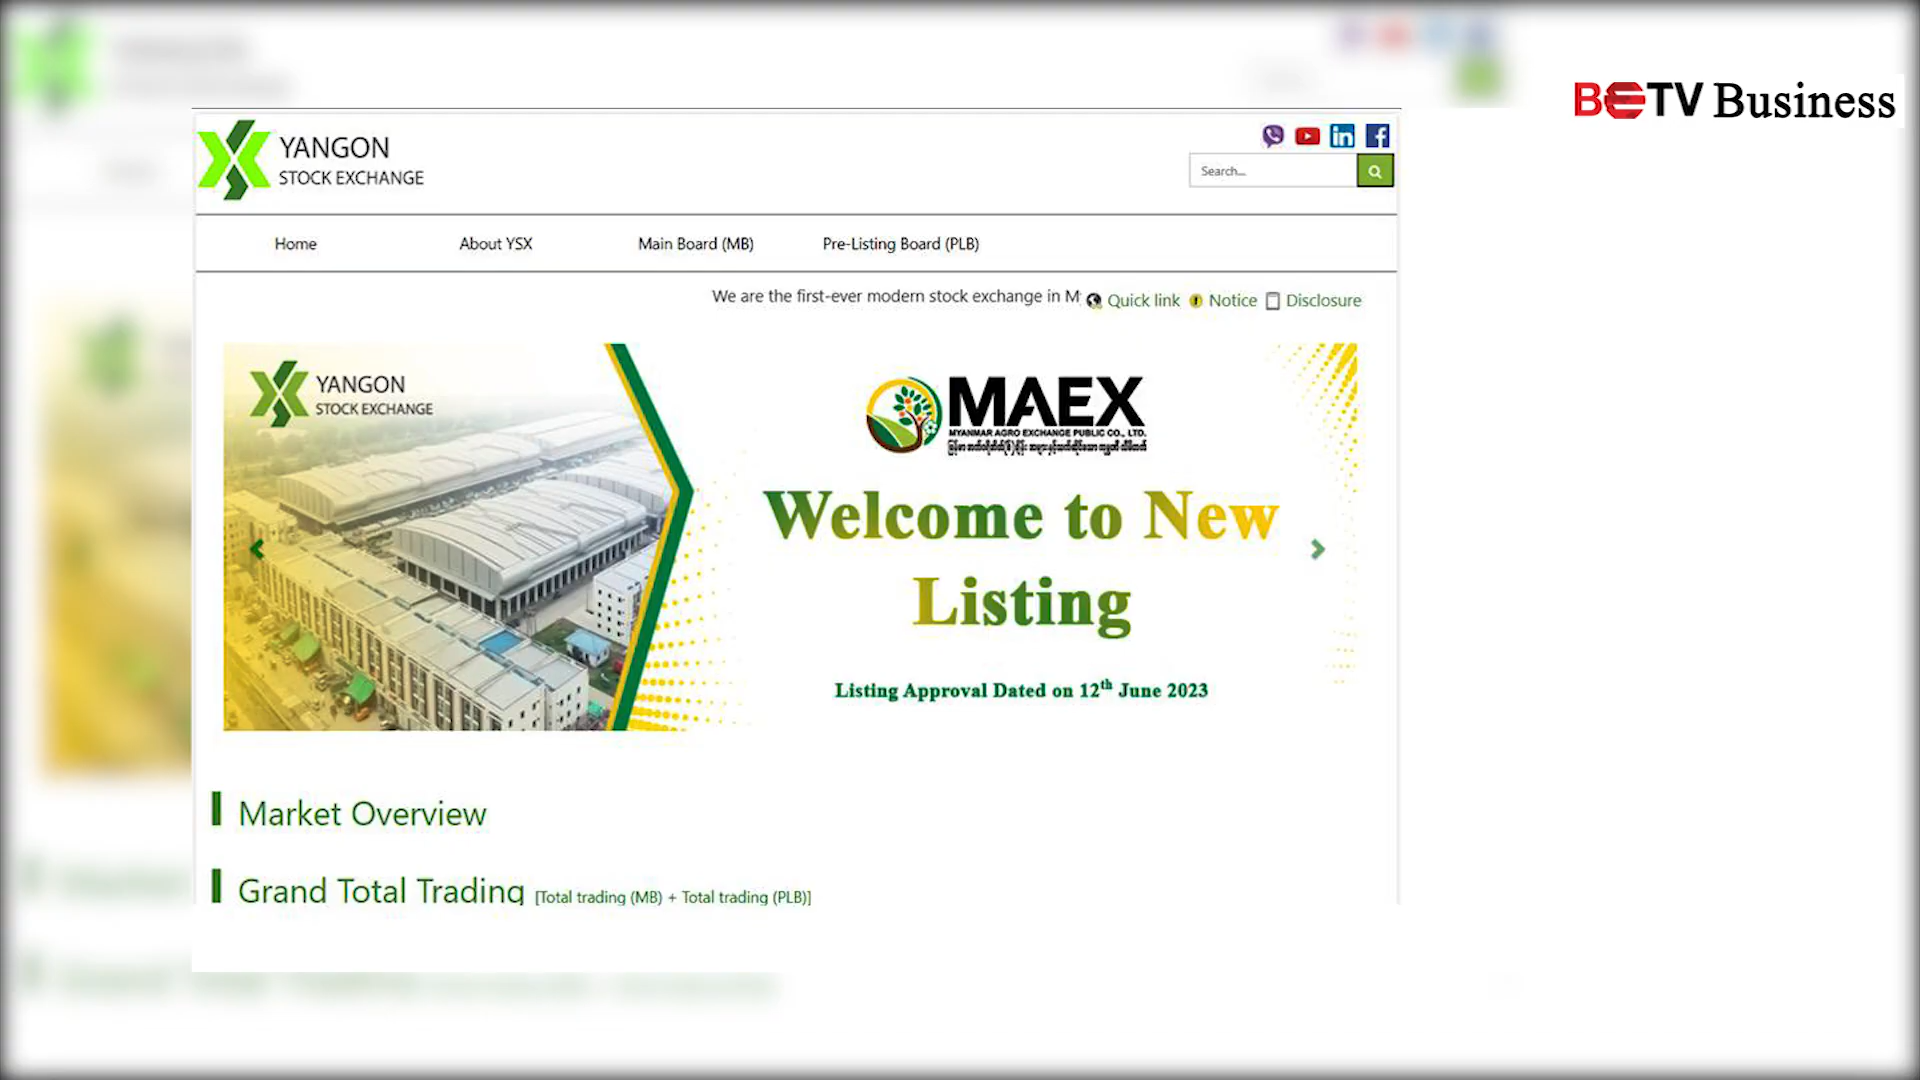 BETV Business
YANGON
STOCK EXCHANGE
Search...
Home
About YSX
Main Board (MB)
Pre-Listing Board (PLB)
We are the first-ever modern stock exchange in M
Quick link
Notice
Disclosure
YANGON
STOCK EXCHANGE
MAEX
MYANMAR AGRO EXCHANGE PUBLIC CO., LTD.
Welcome to New
Listing
Listing Approval Dated on 12th June 2023
Market Overview
Grand Total Trading [Total trading (MB) + Total trading (PLB)]